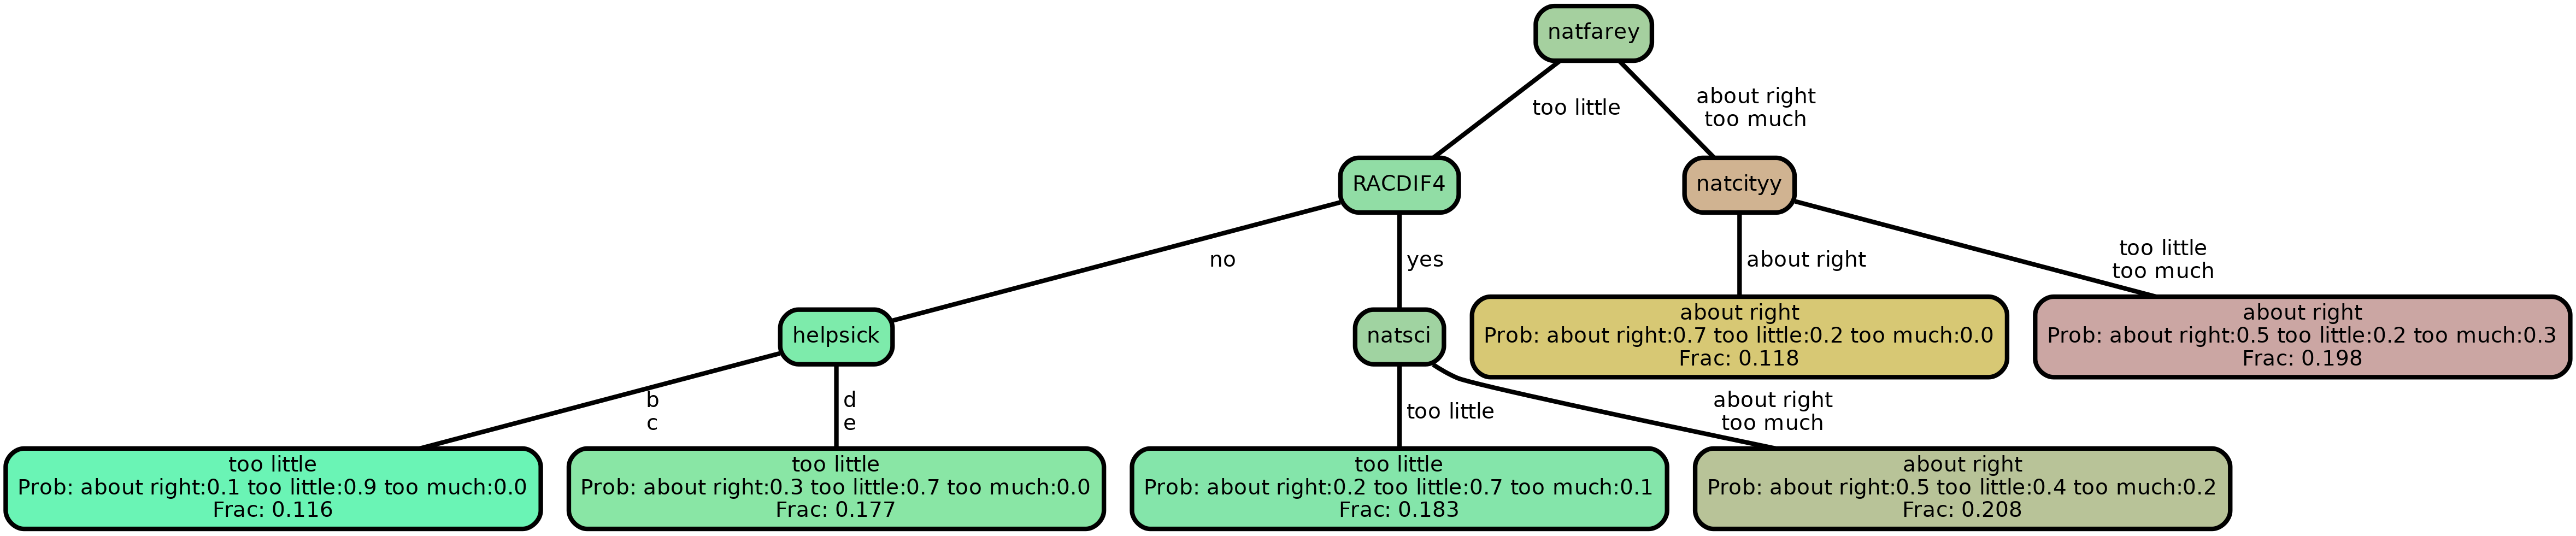 natfarey
too little
about right
too much
RACDIF4
natcityy
no
yes
about right
too little
too much
helpsick
natsci
about right
Prob: about right:0.7 too little:0.2 too much:0.0
Frac: 0.118
about right
Prob: about right:0.5 too little:0.2 too much:0.3
Frac: 0.198
b
c
d
e
too little
about right
too much
too little
Prob: about right:0.1 too little:0.9 too much:0.0
Frac: 0.116
too little
Prob: about right:0.3 too little:0.7 too much:0.0
Frac: 0.177
too little
Prob: about right:0.2 too little:0.7 too much:0.1
Frac: 0.183
about right
Prob: about right:0.5 too little:0.4 too much:0.2
Frac: 0.208